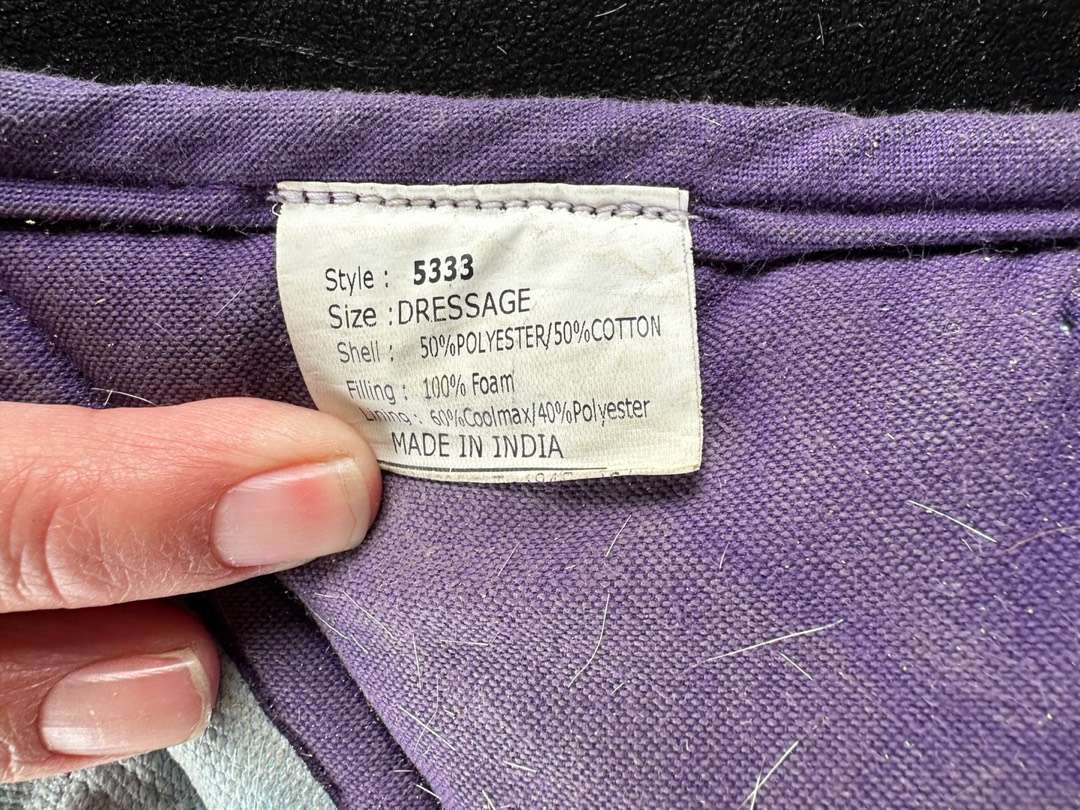 Style : 5333
Size :DRESSAGE
Shell : 50%POLYESTER/50%COTTON
Filling : 100% Foam
Lining : 60%Coolmax/40%Polyester
MADE IN INDIA